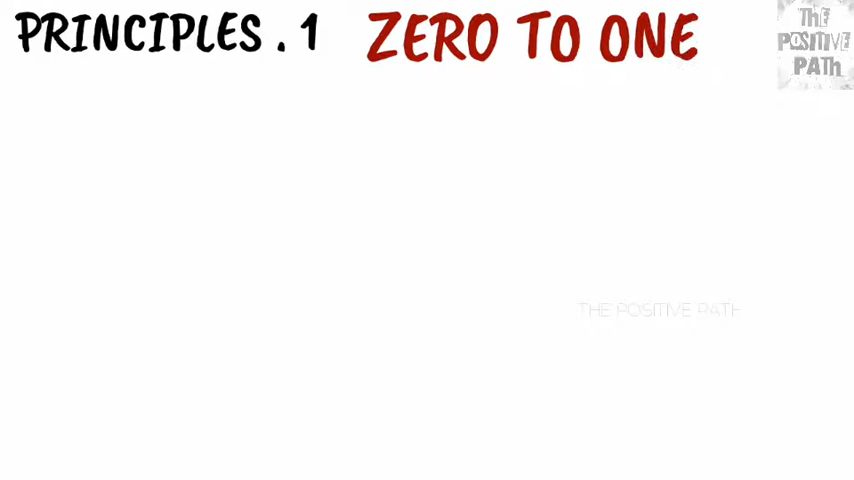 PRINCIPLES . 1 ZERO TO ONE
THE
POSITIVE
PATH
THE POSITIVE PATH